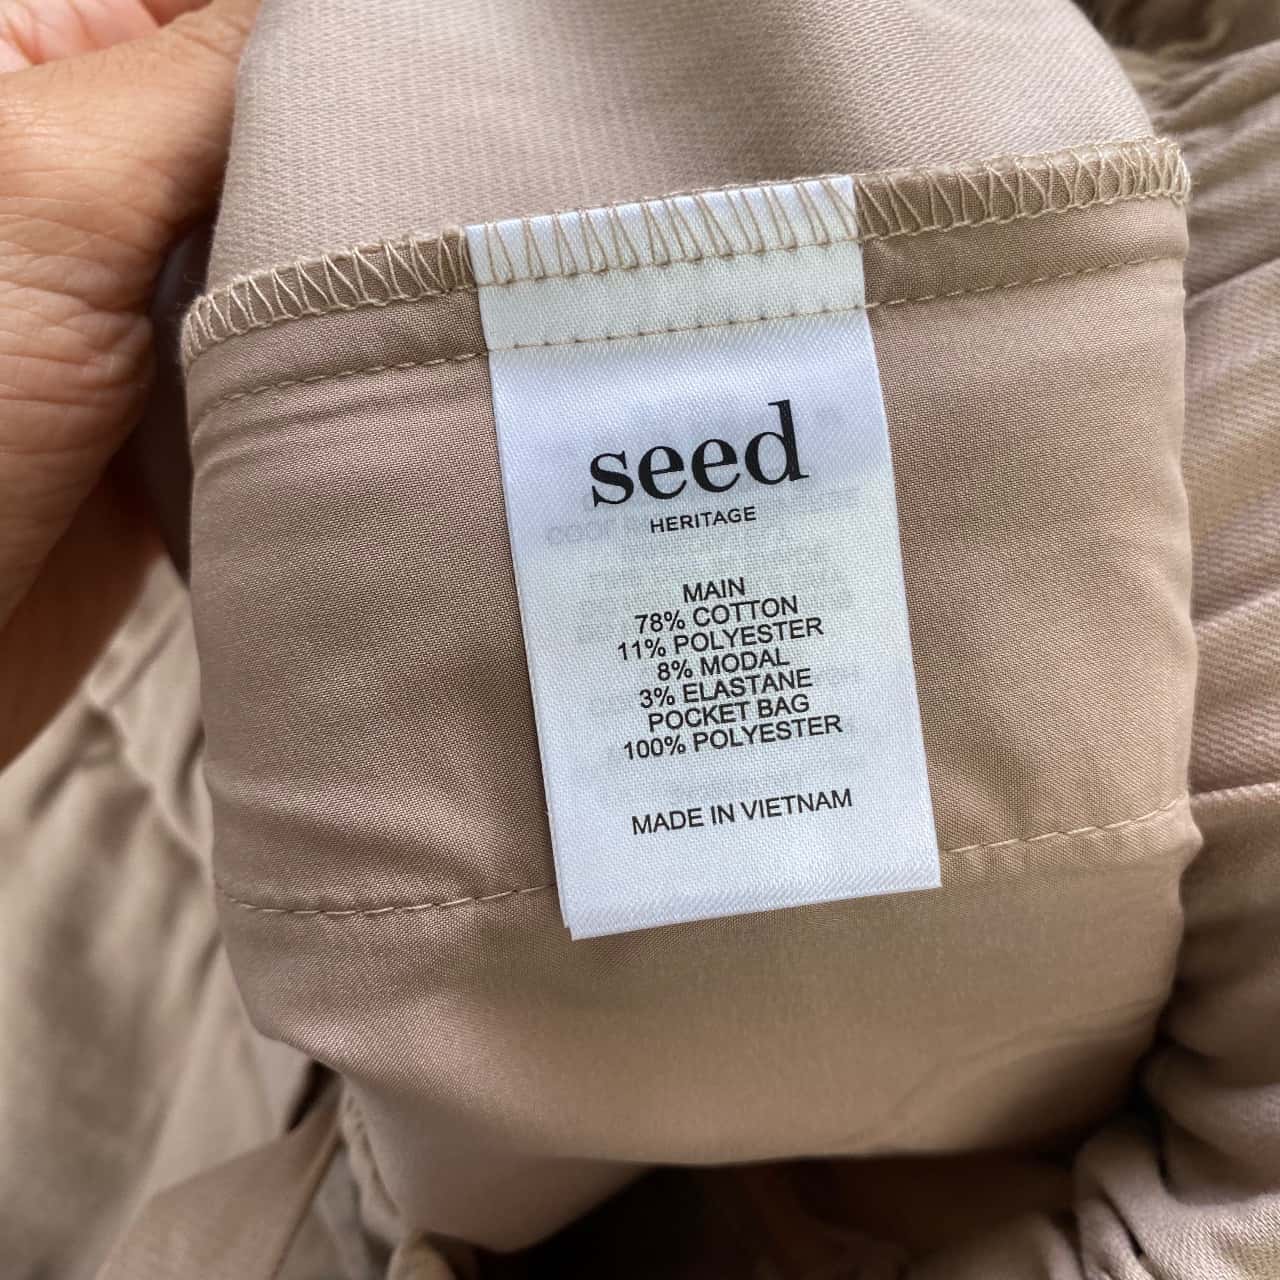 seed
HERITAGE
MAIN
78% COTTON
11% POLYESTER
8% MODAL
3% ELASTANE
POCKET BAG
100% POLYESTER
MADE IN VIETNAM